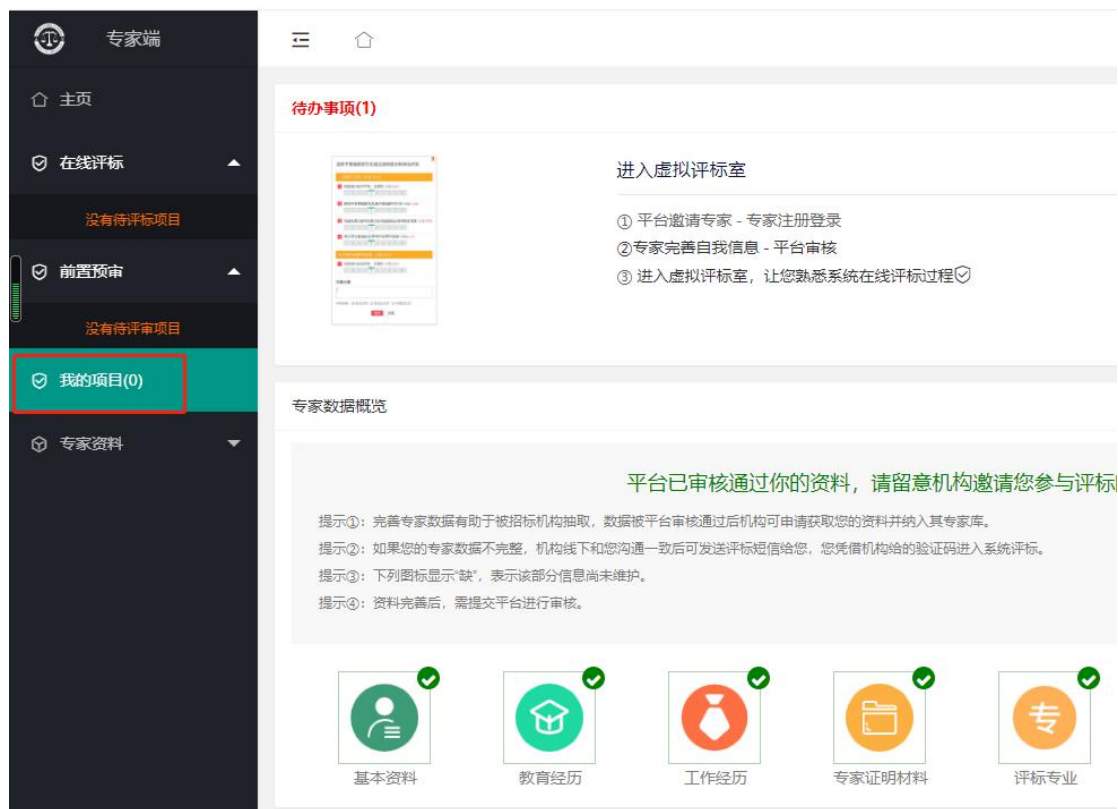 专家端
主页
在线评标
没有待评标项目
前置预审
没有待评审项目
我的项目(0)
专家资料
待办事项(1)
进入虚拟评标室
① 平台邀请专家 - 专家注册登录
②专家完善自我信息 - 平台审核
③ 进入虚拟评标室，让您熟悉系统在线评标过程
专家数据概览
平台已审核通过你的资料，请留意机构邀请您参与评标
提示①：完善专家数据有助于被招标机构抽取，数据被平台审核通过后机构可申请获取您的资料并纳入其专家库。
提示②：如果您的专家数据不完整，机构线下和您沟通一致后可发送评标短信给您，您凭借机构给的验证码进入系统评标。
提示③：下列图标显示“缺”，表示该部分信息尚未维护。
提示④：资料完善后，需提交平台进行审核。
专
基本资料
教育经历
工作经历
专家证明材料
评标专业